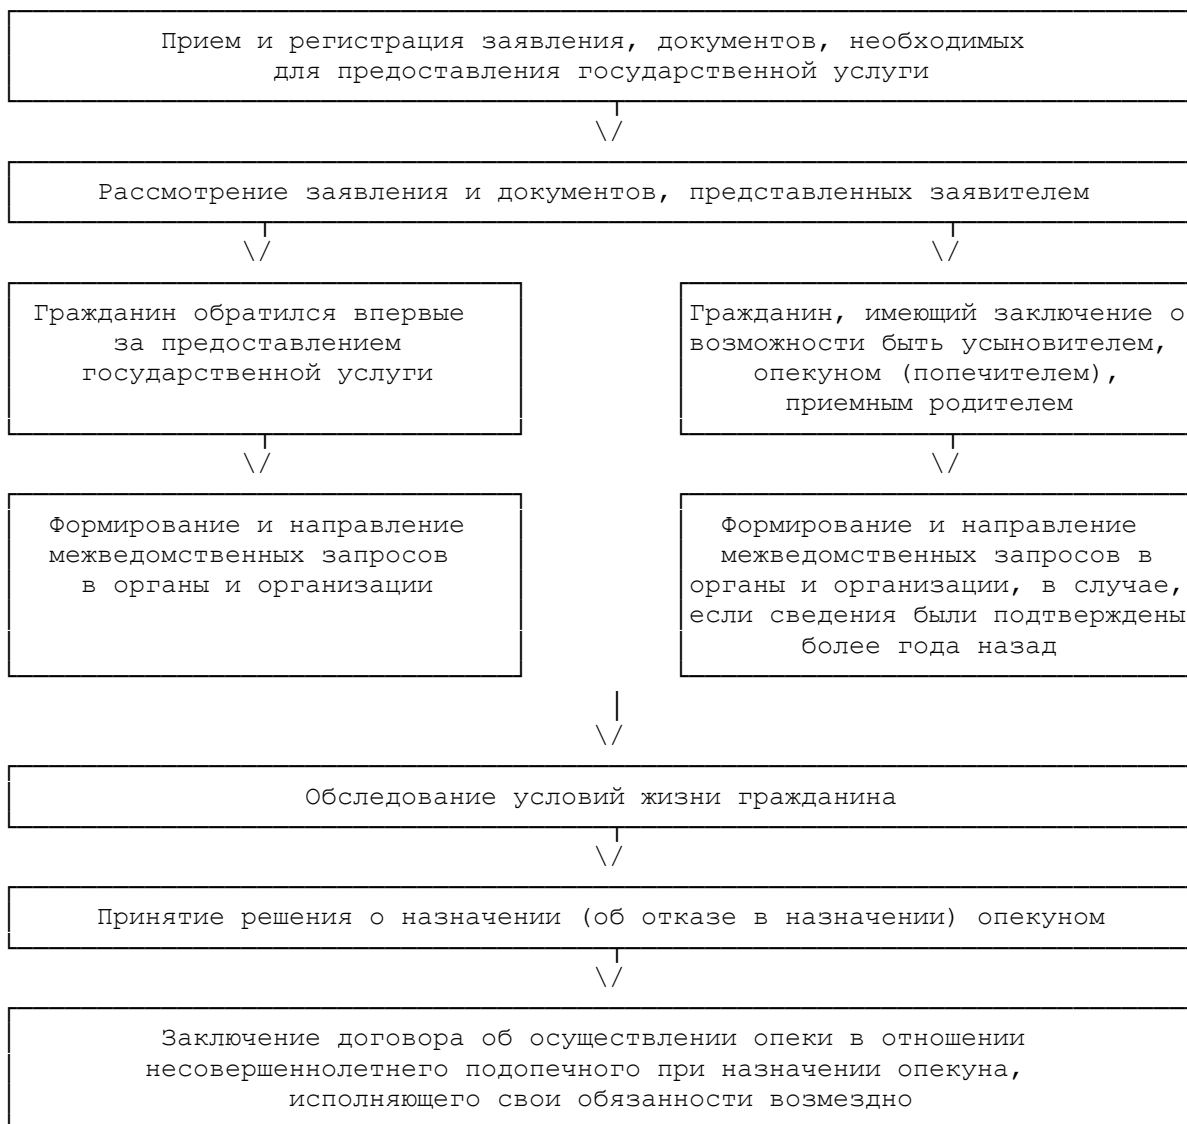 Прием и регистрация заявления, документов, необходимых
для предоставления государственной услуги
Рассмотрение заявления и документов, представленных заявителем
Гражданин обратился впервые
за предоставлением
государственной услуги
Гражданин, имеющий заключение о
возможности быть усыновителем,
опекуном (попечителем),
приемным родителем
Формирование и направление
межведомственных запросов
в органы и организации
Формирование и направление
межведомственных запросов в
органы и организации, в случае,
если сведения были подтверждены
более года назад
Обследование условий жизни гражданина
Принятие решения о назначении (об отказе в назначении) опекуном
Заключение договора об осуществлении опеки в отношении
несовершеннолетнего подопечного при назначении опекуна,
исполняющего свои обязанности возмездно